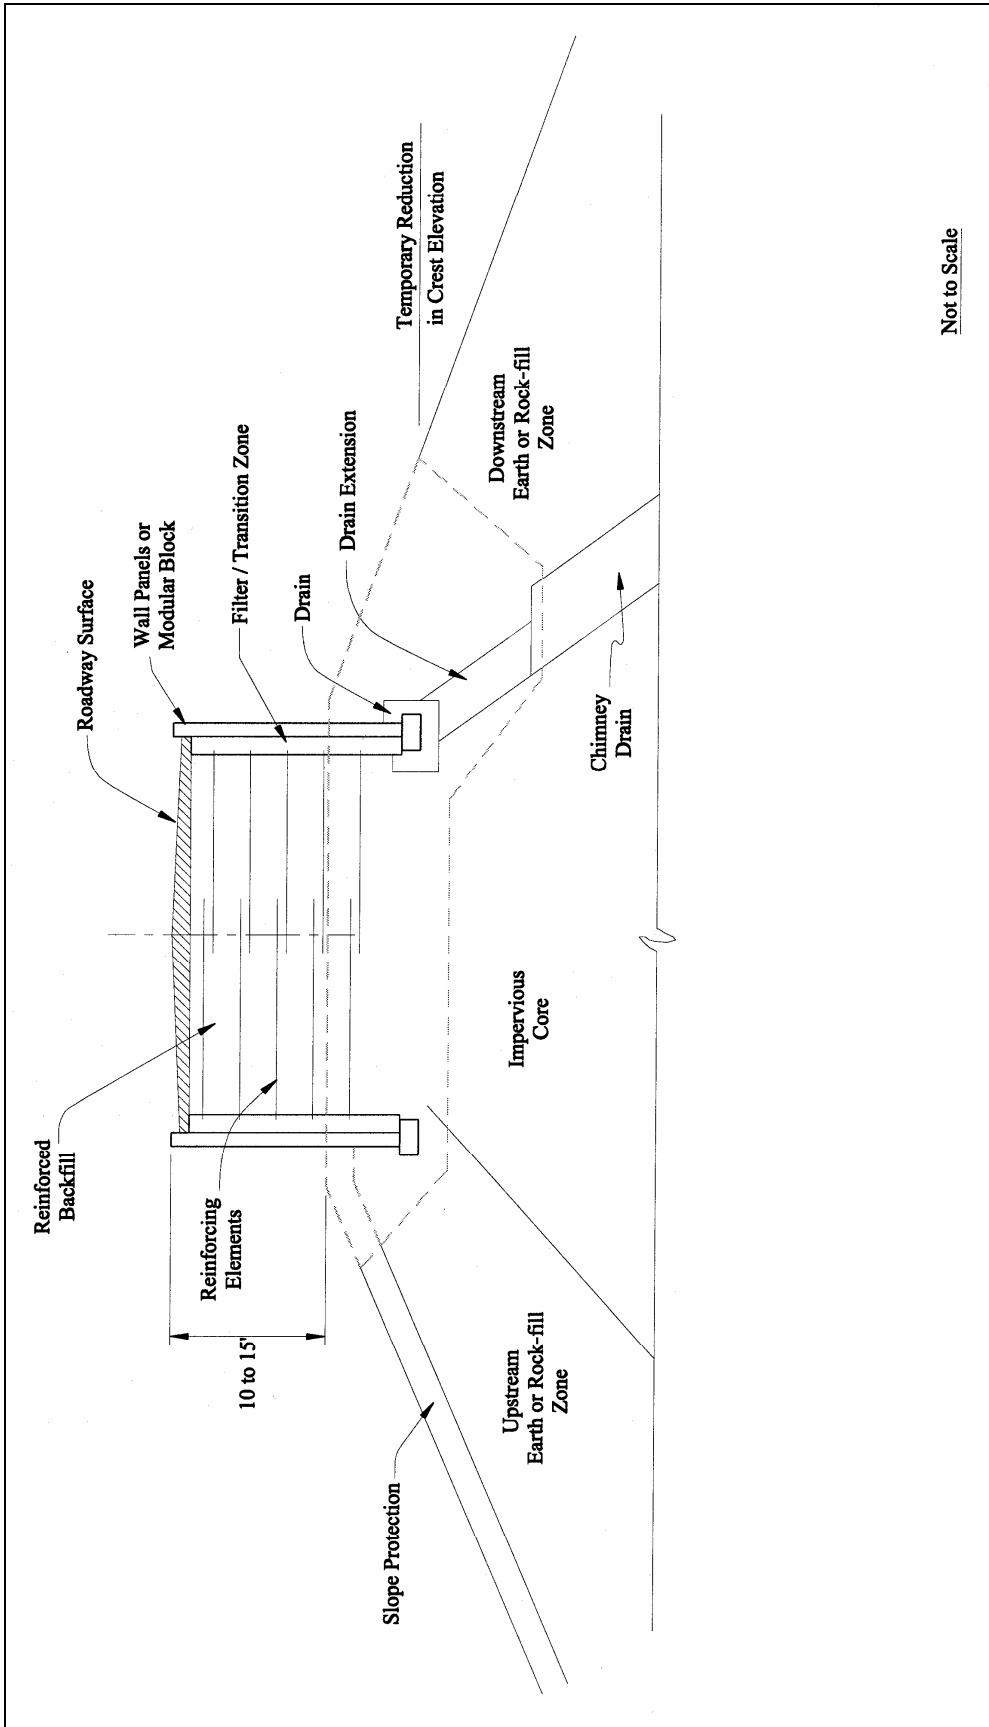 Reinforced
Backfill
Roadway Surface
Wall Panels or
Modular Block
Filter / Transition Zone
Drain
Drain Extension
Temporary Reduction
in Crest Elevation
10 to 15'
Reinforcing
Elements
Slope Protection
Upstream
Earth or Rock-fill
Zone
Impervious
Core
Chimney
Drain
Downstream
Earth or Rock-fill
Zone
Not to Scale